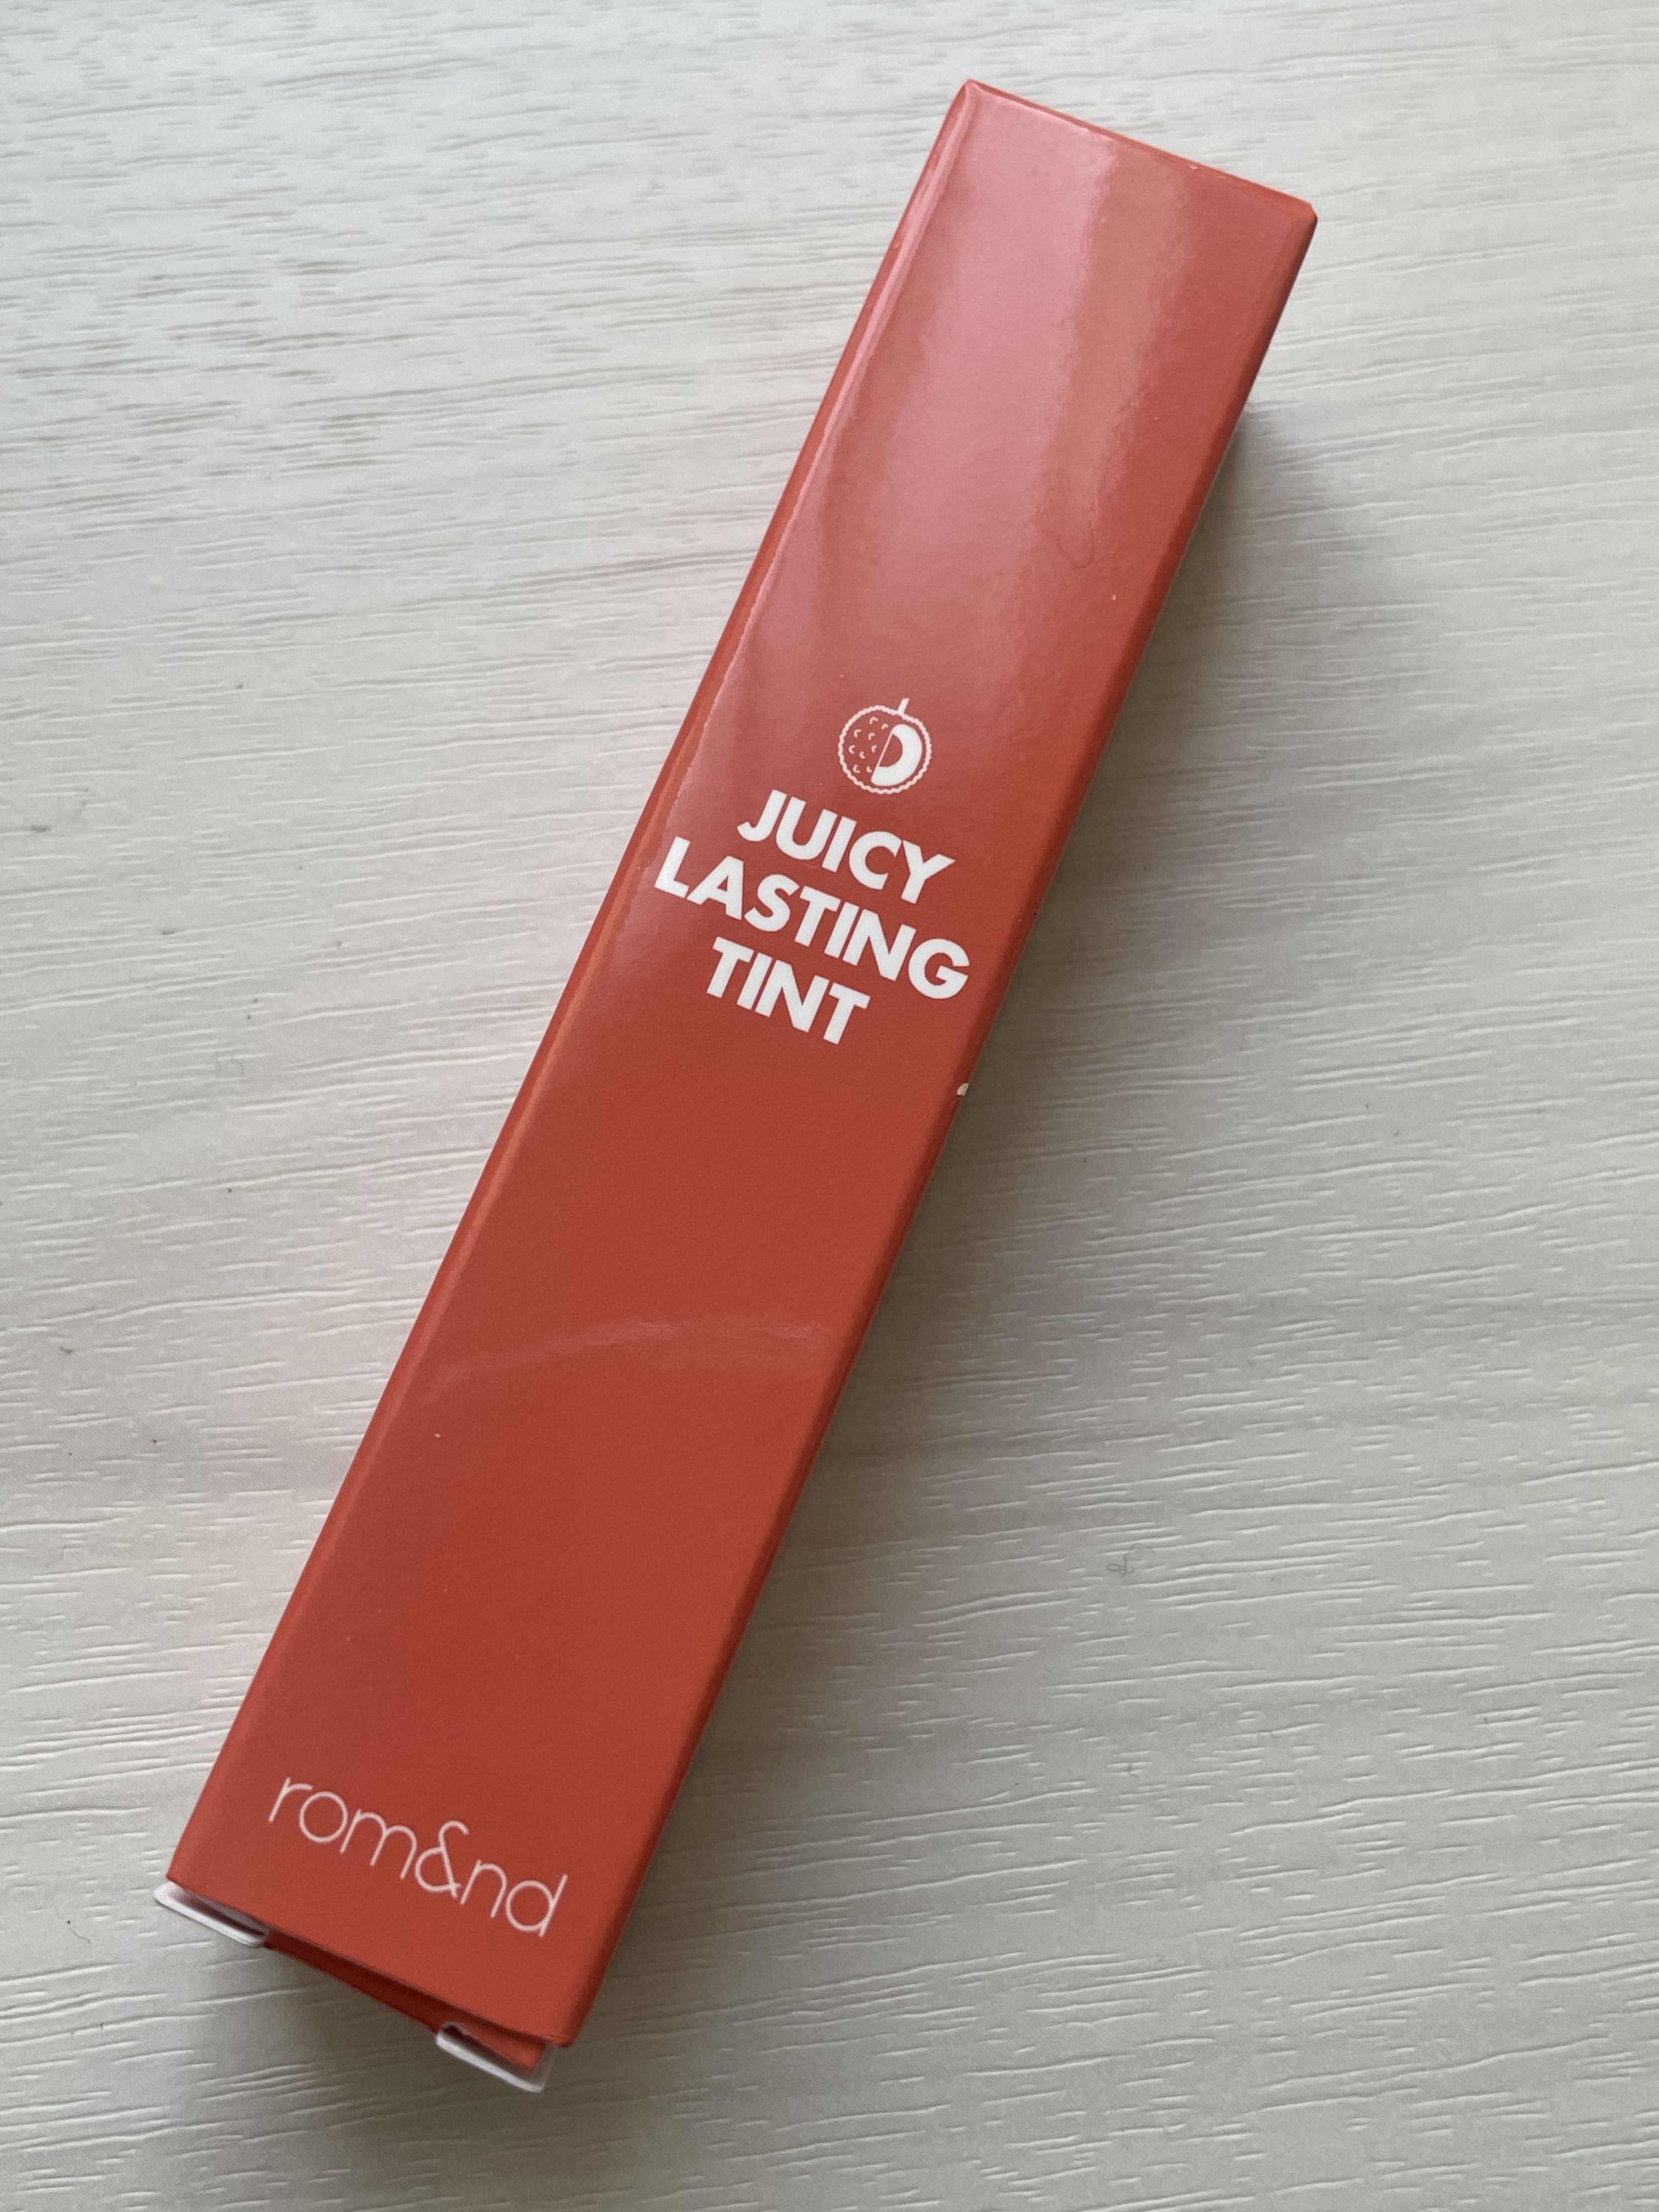 JUICY
LASTING
TINT
rom&nd